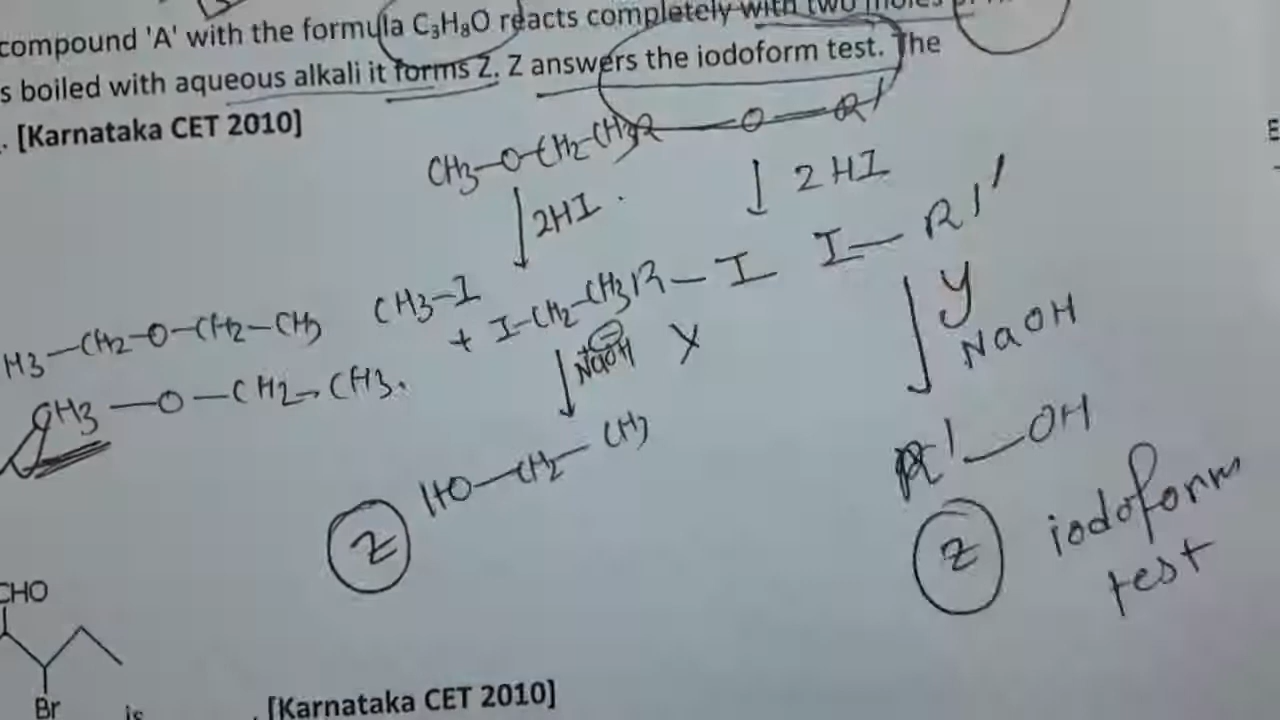 compound 'A' with the formula C₃H₈O reacts completely with two moles
s boiled with aqueous alkali it forms Z. Z answers the iodoform test. The
. [Karnataka CET 2010]
CH3-O-CH2-CH3 R-O-R'
2HI. 2HI
CH3-I R-I I-R'
+ I-CH2-CH3
H3-CH2-O-CH2-CH3
NaOH X Y
NaOH
CH3-O-CH2-CH3.
HO-CH2-CH3 R'-OH
Z Z iodoform
test
CHO
Br is
[Karnataka CET 2010]